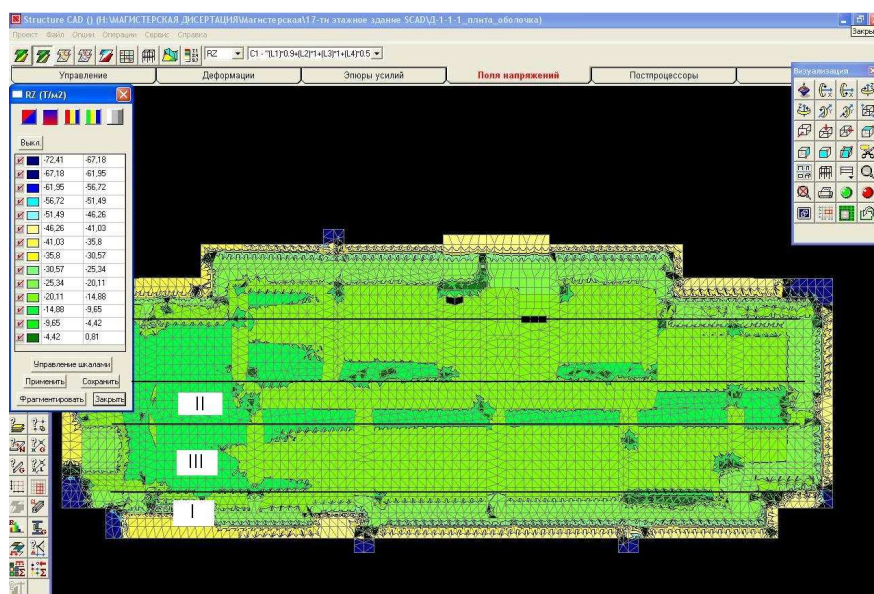 Structure CAD () (H:\МАГИСТЕРСКАЯ ДИСЕРТАЦИЯ\Магистерская\17-ти этажное здание SCAD\Д-1-1-1_плита_оболочка)
Закры
Проект Файл Опции Операции Сервис Справка
RZ C1 - "(L1)*0.9+(L2)*1+(L3)*1+(L4)*0.5
Управление Деформации Эпюры усилий Поля напряжений Постпроцессоры
Визуализация
RZ (Т/м2)
Выкл.
-72,41 -67,18
-67,18 -61,95
-61,95 -56,72
-56,72 -51,49
-51,49 -46,26
-46,26 -41,03
-41,03 -35,8
-35,8 -30,57
-30,57 -25,34
-25,34 -20,11
-20,11 -14,88
-14,88 -9,65
-9,65 -4,42
-4,42 0,81
Управление шкалами
Применить Сохранить
Фрагментировать Закрыть
II
III
I